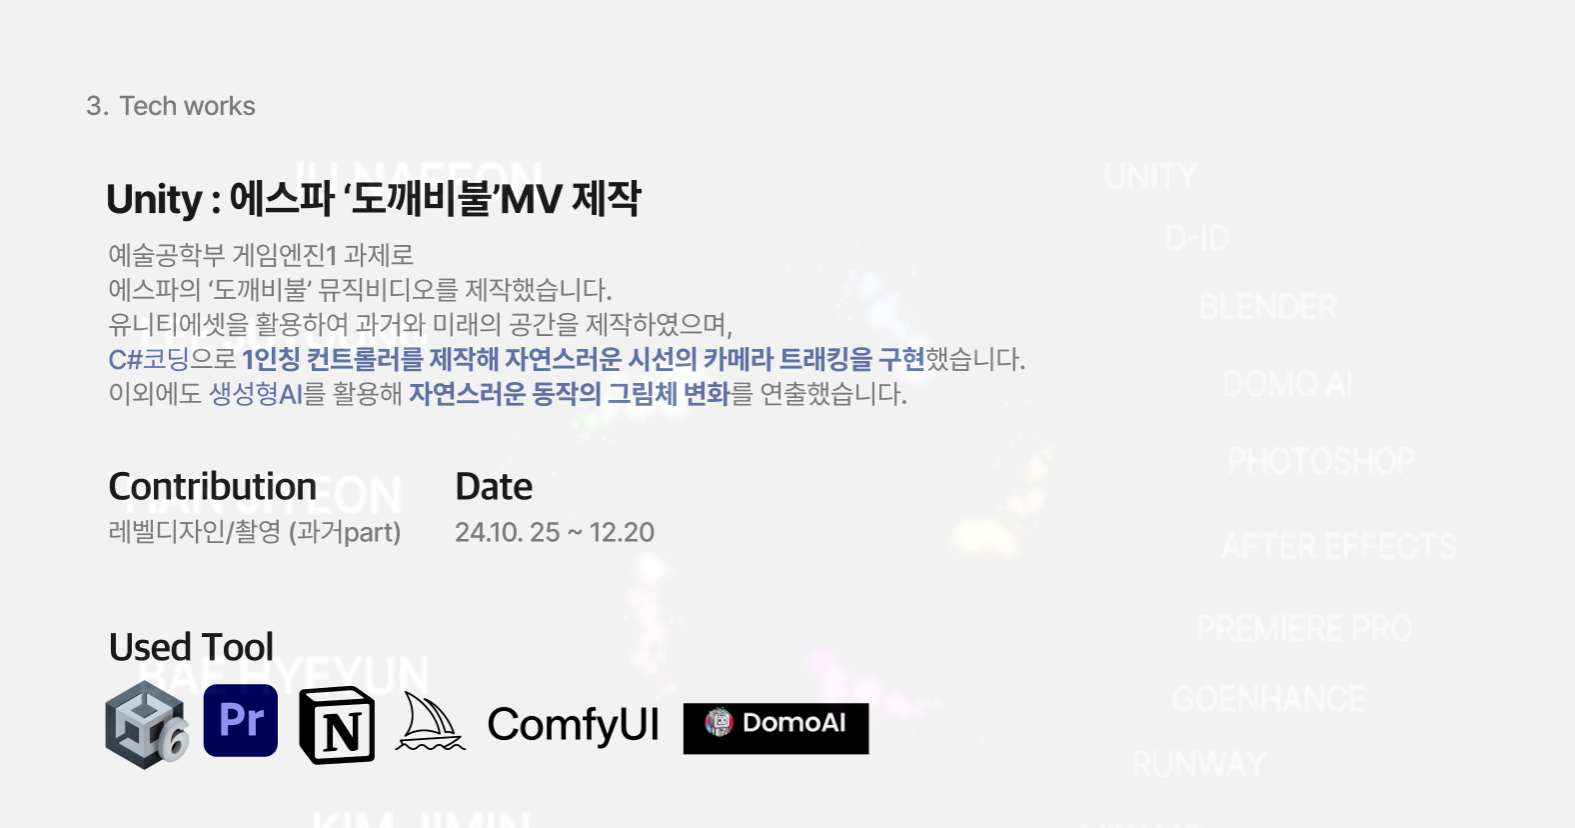 3. Tech works
Unity : 에스파 ‘도깨비불’MV 제작
예술공학부 게임엔진1 과제로
에스파의 ‘도깨비불’ 뮤직비디오를 제작했습니다.
유니티에셋을 활용하여 과거와 미래의 공간을 제작하였으며,
C#코딩으로 1인칭 컨트롤러를 제작해 자연스러운 시선의 카메라 트래킹을 구현했습니다.
이외에도 생성형AI를 활용해 자연스러운 동작의 그림체 변화를 연출했습니다.
Contribution
레벨디자인/촬영 (과거part)
Date
24.10. 25 ~ 12.20
Used Tool
6
Pr
N
ComfyUI
DomoAI
BAE HYEYUN
KIM JIMIN
UNITY
D-ID
BLENDER
DOMO AI
PHOTOSHOP
AFTER EFFECTS
PREMIERE PRO
GOENHANCE
RUNWAY